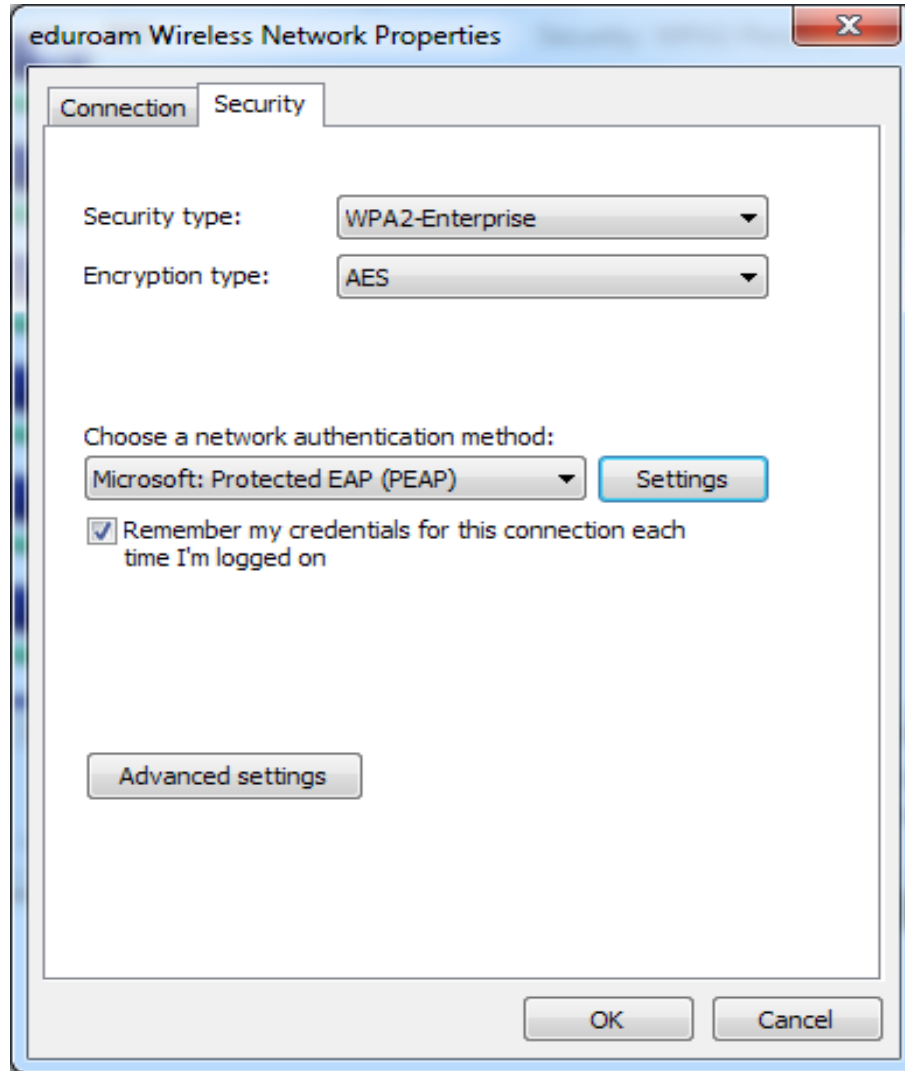 eduroam Wireless Network Properties
Connection
Security
Security type:
WPA2-Enterprise
Encryption type:
AES
Choose a network authentication method:
Microsoft: Protected EAP (PEAP)
Settings
Remember my credentials for this connection each
time I'm logged on
Advanced settings
OK
Cancel